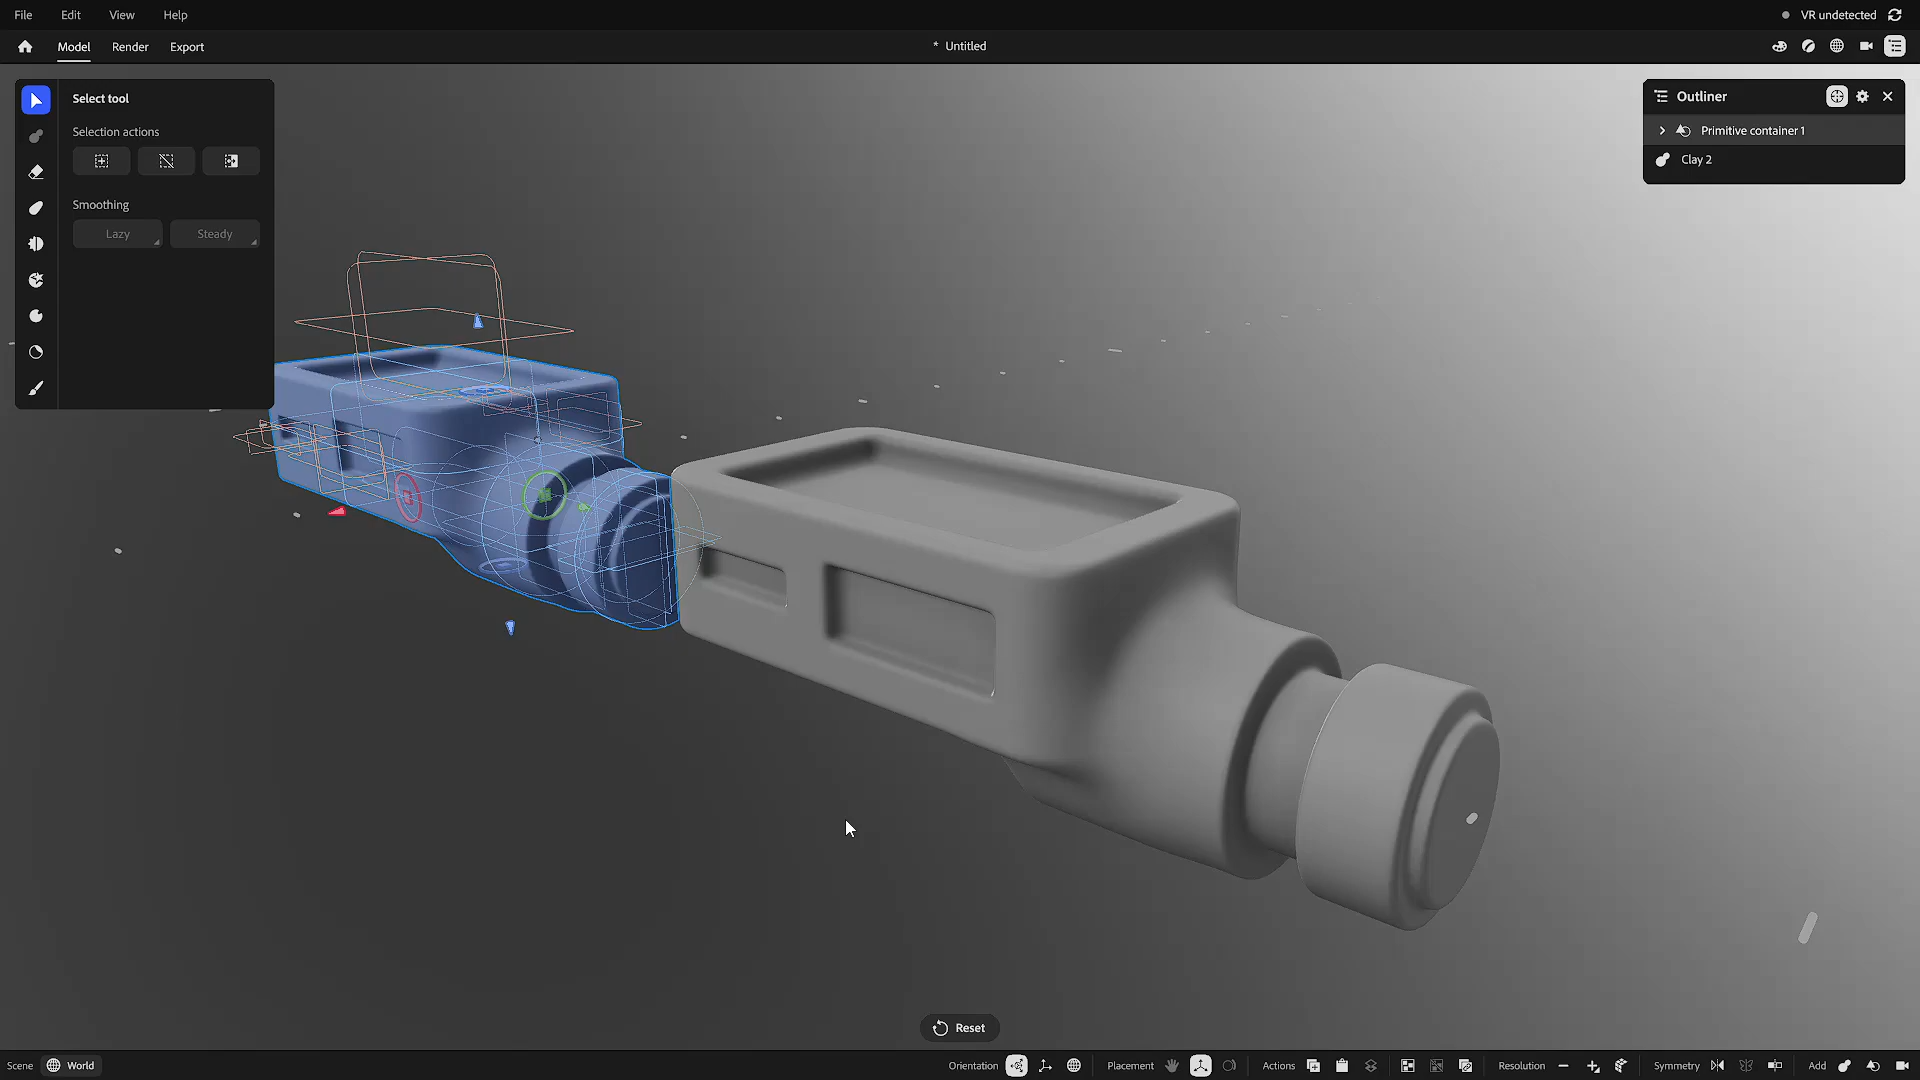 File Edit View Help
VR undetected
Model Render Export
* Untitled
Select tool
Selection actions
Smoothing
Lazy Steady
Outliner
Primitive container 1
Clay 2
Reset
Scene World Orientation Placement Actions Resolution Symmetry Add